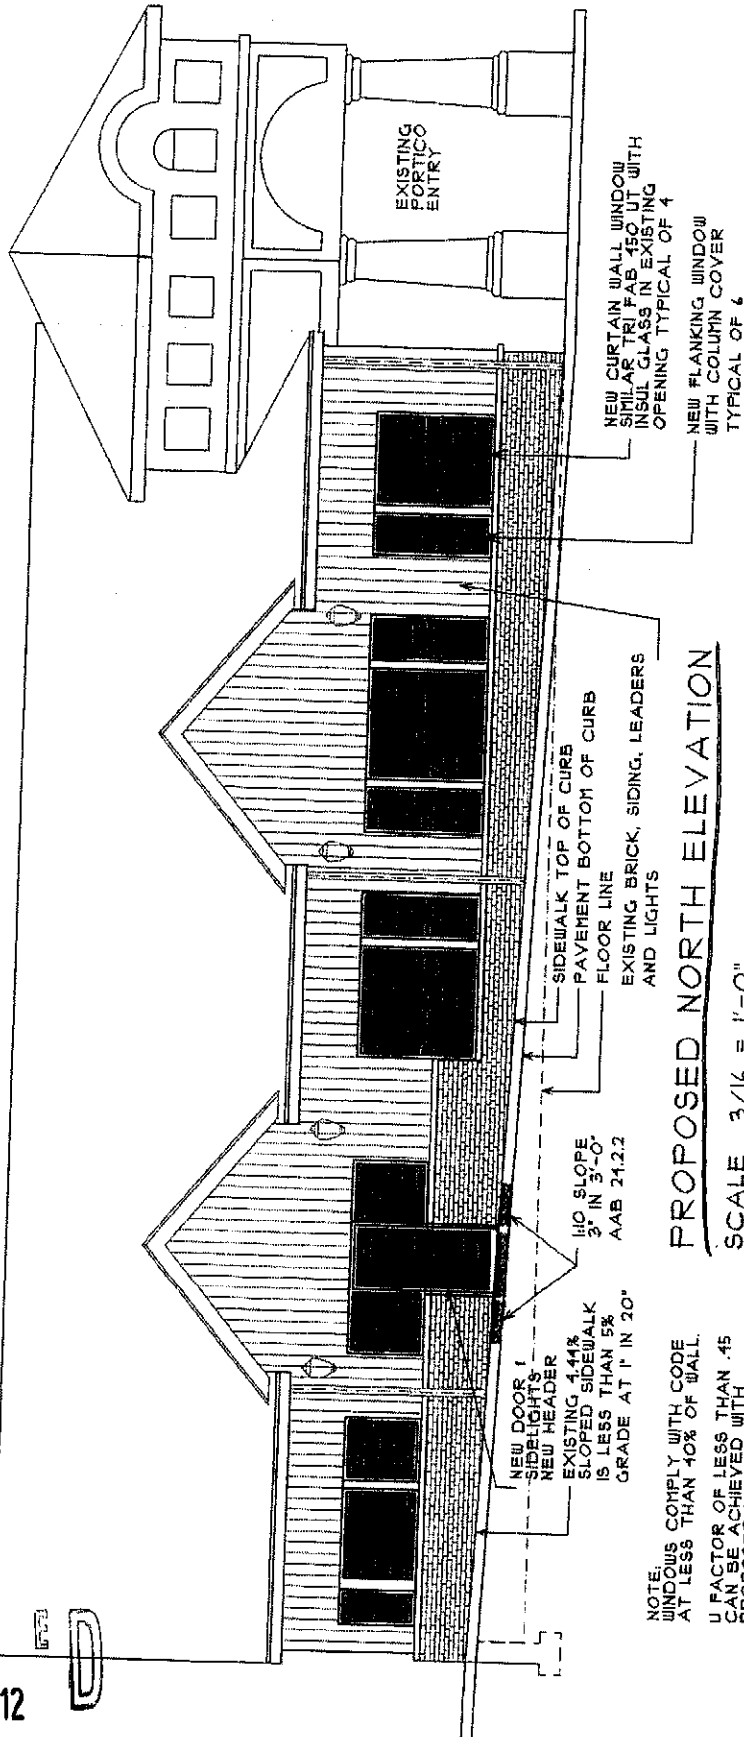 12
EXISTING
PORTICO
ENTRY
NEW CURTAIN WALL WINDOW
SIMILAR TRI FAB 450 UT WITH
INSUL GLASS IN EXISTING
OPENING TYPICAL OF 4
NEW FLANKING WINDOW
WITH COLUMN COVER
TYPICAL OF 6
SIDEWALK TOP OF CURB
PAVEMENT BOTTOM OF CURB
FLOOR LINE
EXISTING BRICK, SIDING, LEADERS
AND LIGHTS
1:10 SLOPE
3" IN 3'-0"
AAB 24.2.2
NEW DOOR &
SIDELIGHTS
NEW HEADER
EXISTING 4.44%
SLOPED SIDEWALK
IS LESS THAN 5%
GRADE AT 1" IN 20"
PROPOSED NORTH ELEVATION
SCALE 3/16 = 1'-0"
NOTE:
WINDOWS COMPLY WITH CODE
AT LESS THAN 40% OF WALL.
U FACTOR OF LESS THAN .45
CAN BE ACHIEVED WITH